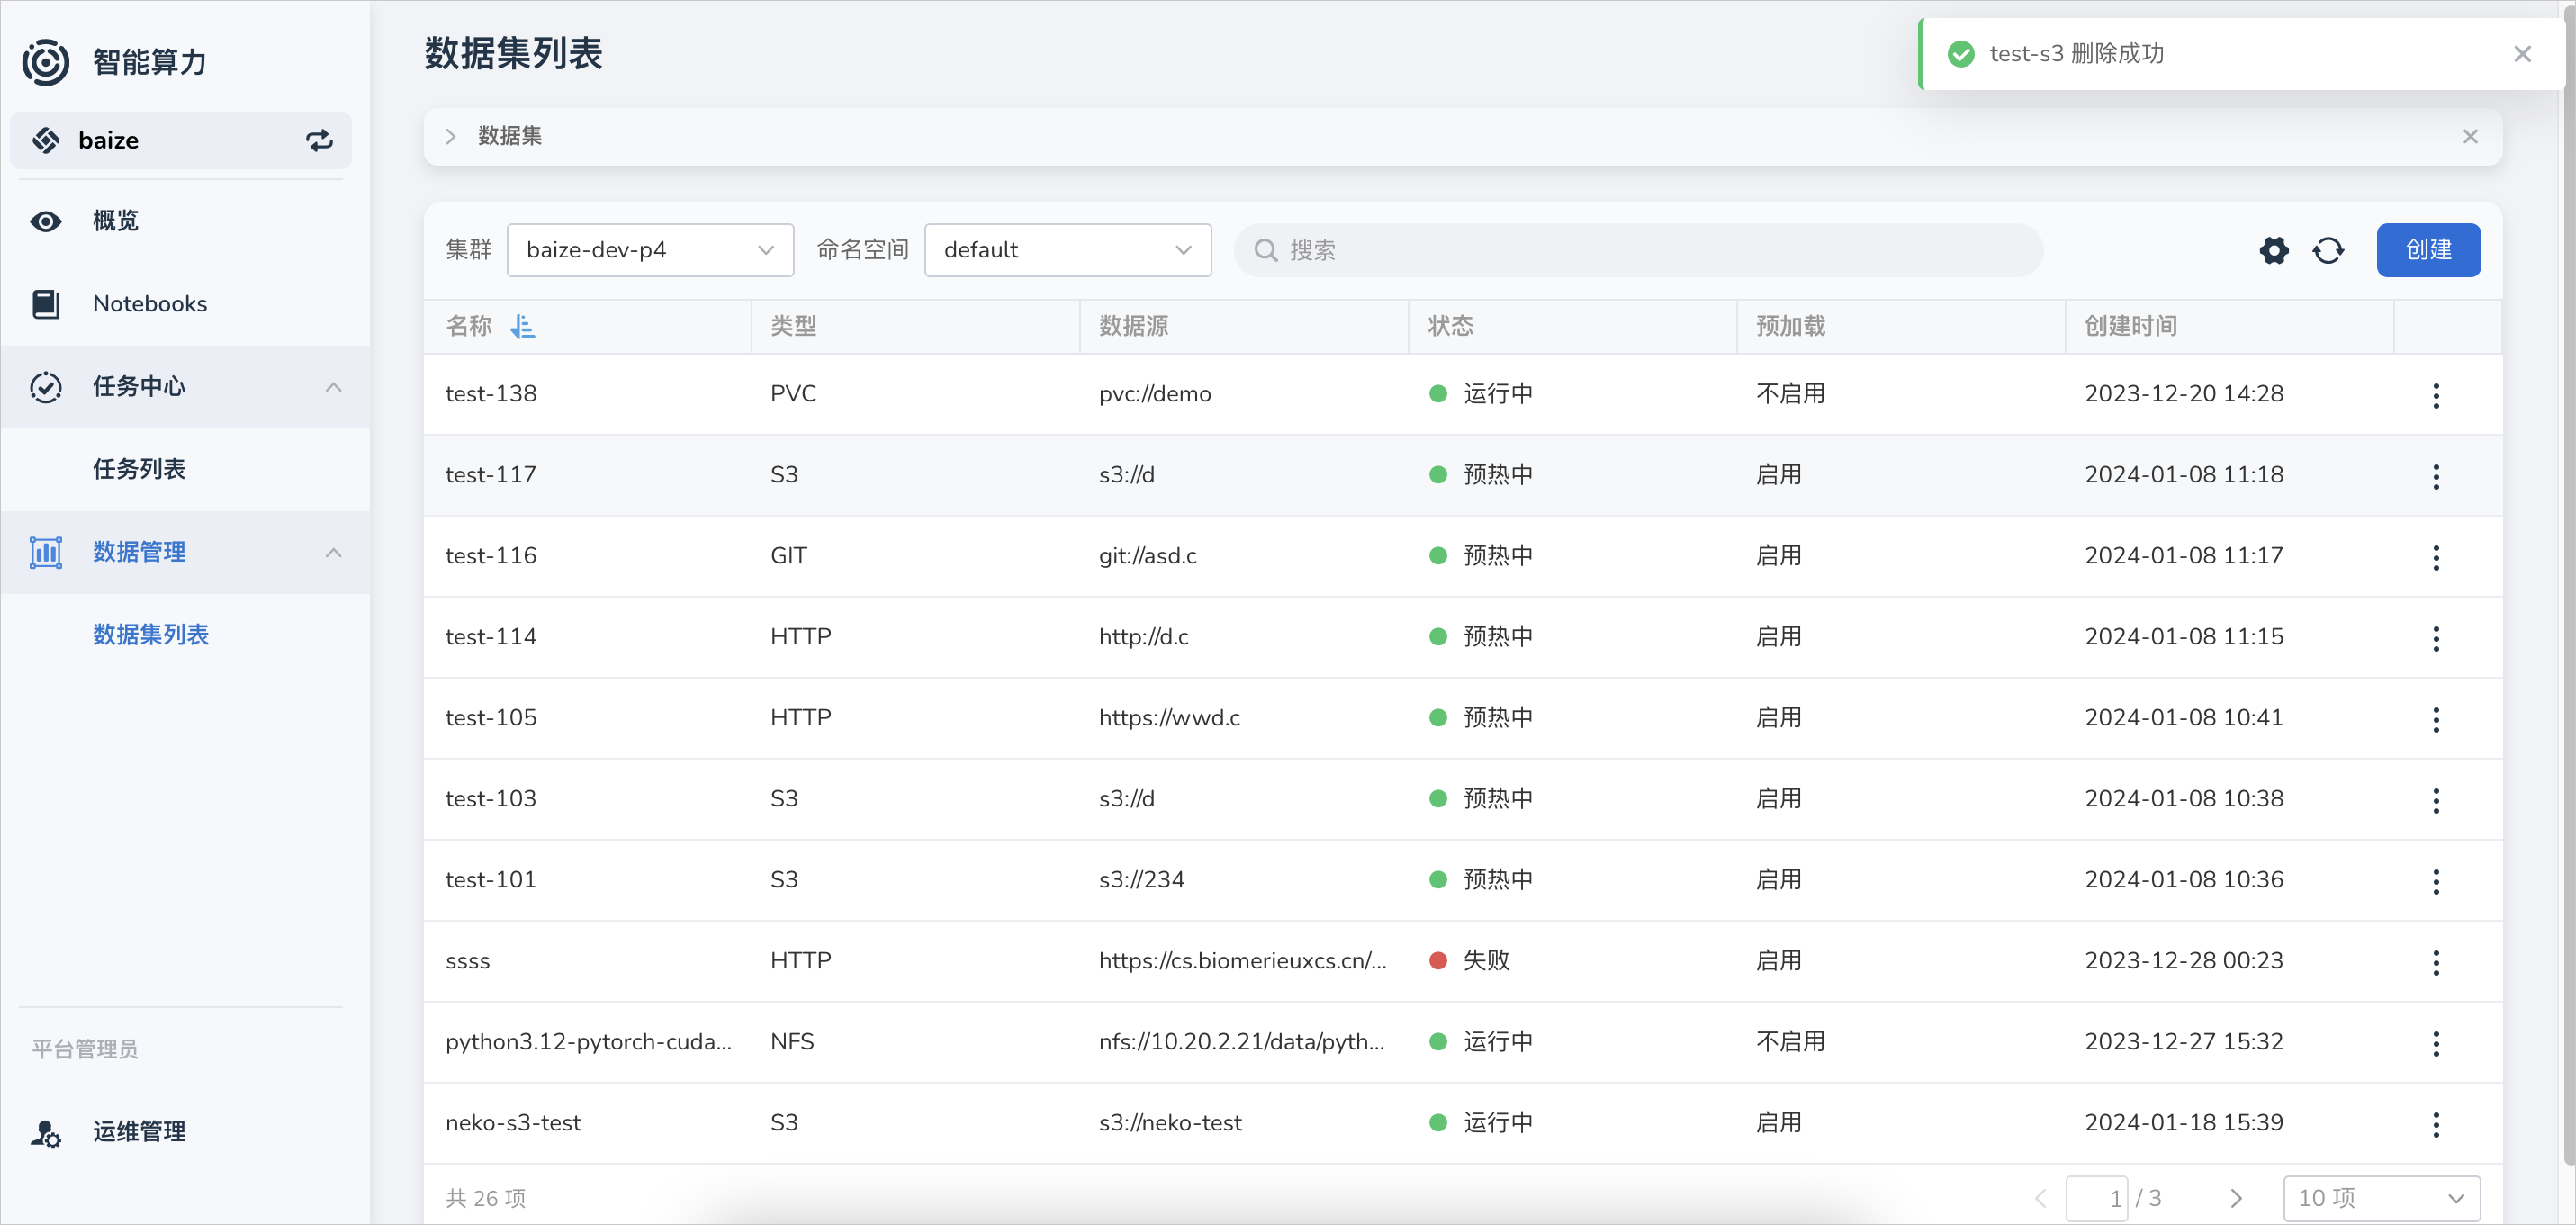 智能算力
baize
概览
Notebooks
任务中心
任务列表
数据管理
数据集列表
平台管理员
运维管理
数据集列表
test-s3 删除成功
数据集
集群 baize-dev-p4 命名空间 default 搜索 创建
名称 类型 数据源 状态 预加载 创建时间
test-138 PVC pvc://demo 运行中 不启用 2023-12-20 14:28
test-117 S3 s3://d 预热中 启用 2024-01-08 11:18
test-116 GIT git://asd.c 预热中 启用 2024-01-08 11:17
test-114 HTTP http://d.c 预热中 启用 2024-01-08 11:15
test-105 HTTP https://wwd.c 预热中 启用 2024-01-08 10:41
test-103 S3 s3://d 预热中 启用 2024-01-08 10:38
test-101 S3 s3://234 预热中 启用 2024-01-08 10:36
ssss HTTP https://cs.biomerieuxcs.cn/... 失败 启用 2023-12-28 00:23
python3.12-pytorch-cuda... NFS nfs://10.20.2.21/data/pyth... 运行中 不启用 2023-12-27 15:32
neko-s3-test S3 s3://neko-test 运行中 启用 2024-01-18 15:39
共 26 项 1 / 3 10 项